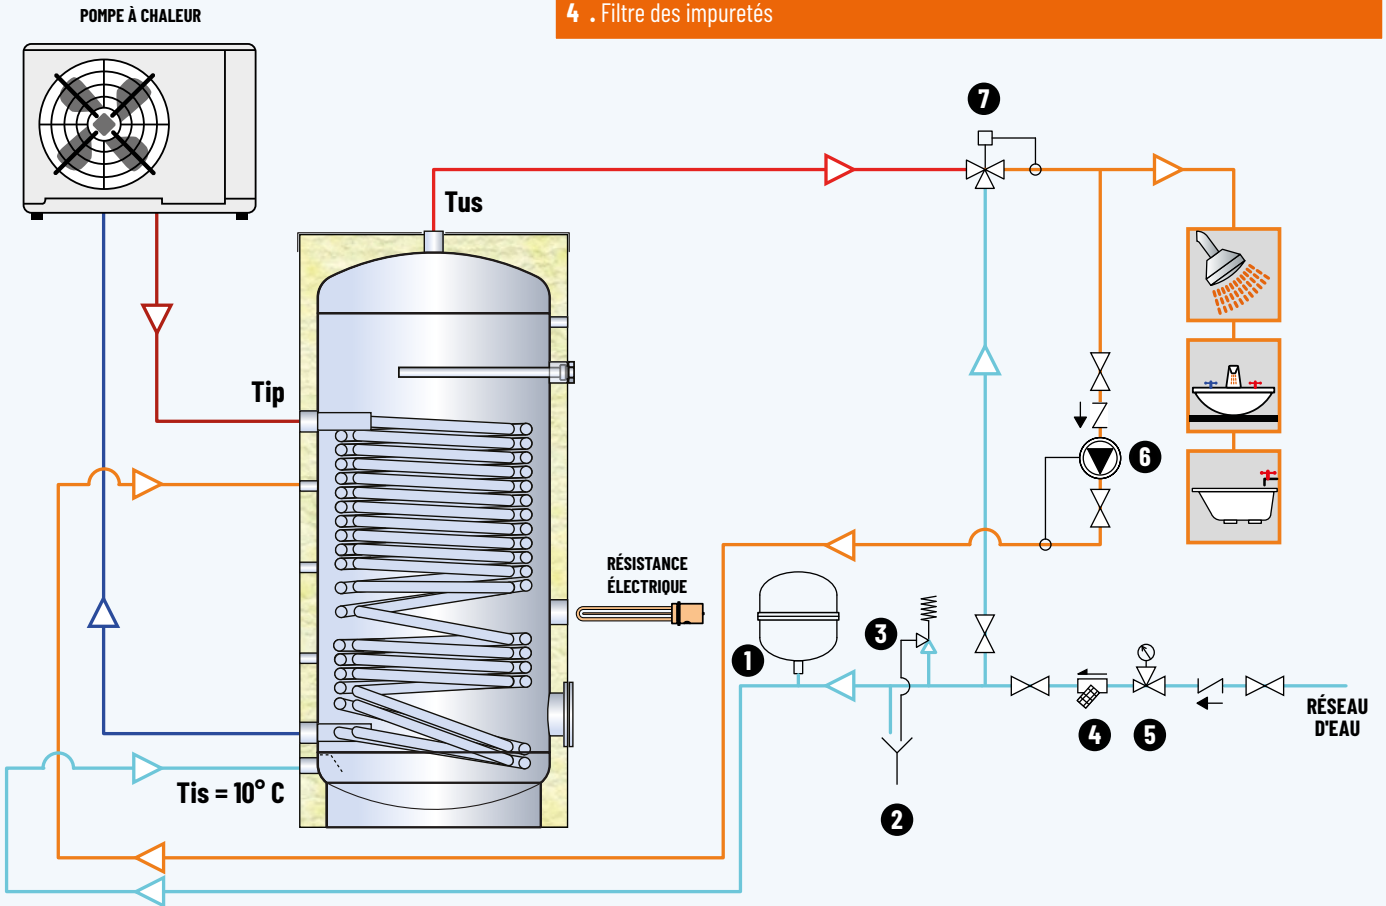 POMPE À CHALEUR
4 . Filtre des impuretés
7
Tus
Tip
6
RÉSISTANCE
ÉLECTRIQUE
3
1
RÉSEAU
D'EAU
4
5
Tis = 10° C
2